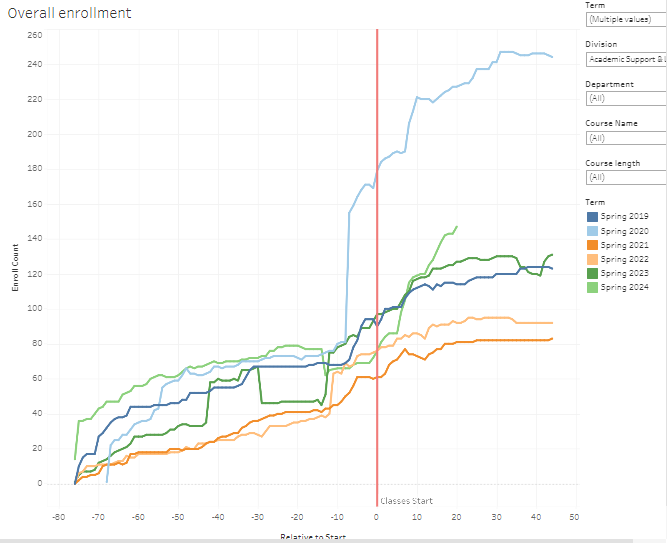 Overall enrollment
Term
(Multiple values)
Division
Academic Support & L
Department
(All)
Course Name
(All)
Course length
(All)
Term
Spring 2019
Spring 2020
Spring 2021
Spring 2022
Spring 2023
Spring 2024
Enroll Count
260
240
220
200
180
160
140
120
100
80
60
40
20
0
Classes Start
-80 -70 -60 -50 -40 -30 -20 -10 0 10 20 30 40 50
Relative to Start